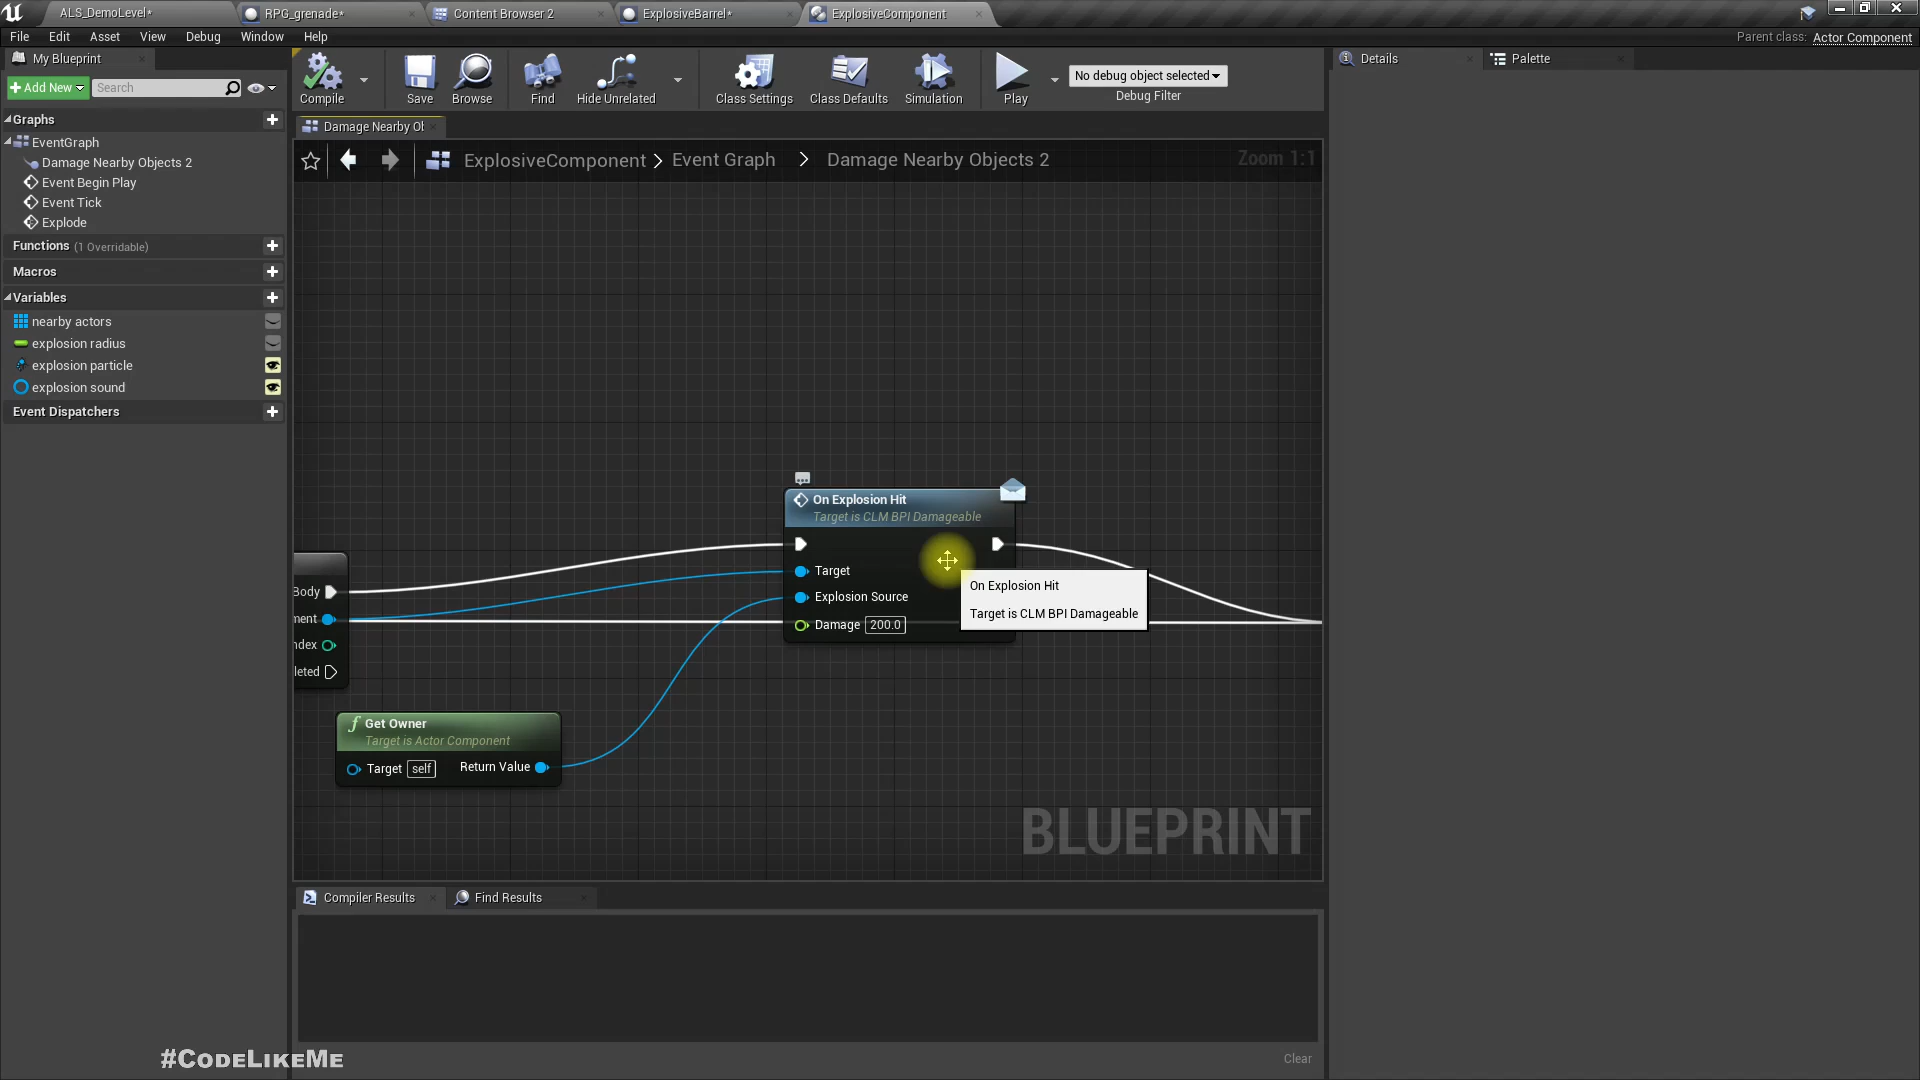 ALS_DemoLevel*
RPG_grenade*
Content Browser 2
ExplosiveBarrel*
ExplosiveComponent
File Edit Asset View Debug Window Help
Parent class: Actor Component
My Blueprint
Add New
Search
Graphs
EventGraph
Damage Nearby Objects 2
Event Begin Play
Event Tick
Explode
Functions (1 Overridable)
Macros
Variables
nearby actors
explosion radius
explosion particle
explosion sound
Event Dispatchers
Compile
Save
Browse
Find
Hide Unrelated
Class Settings
Class Defaults
Simulation
Play
No debug object selected
Debug Filter
Damage Nearby Ob
ExplosiveComponent > Event Graph > Damage Nearby Objects 2
Zoom 1:1
On Explosion Hit
Target is CLM BPI Damageable
Target
Explosion Source
Damage 200.0
On Explosion Hit
Target is CLM BPI Damageable
Body
ment
ndex
leted
Get Owner
Target is Actor Component
Target self Return Value
BLUEPRINT
Compiler Results
Find Results
Clear
Details
Palette
#CodeLikeMe